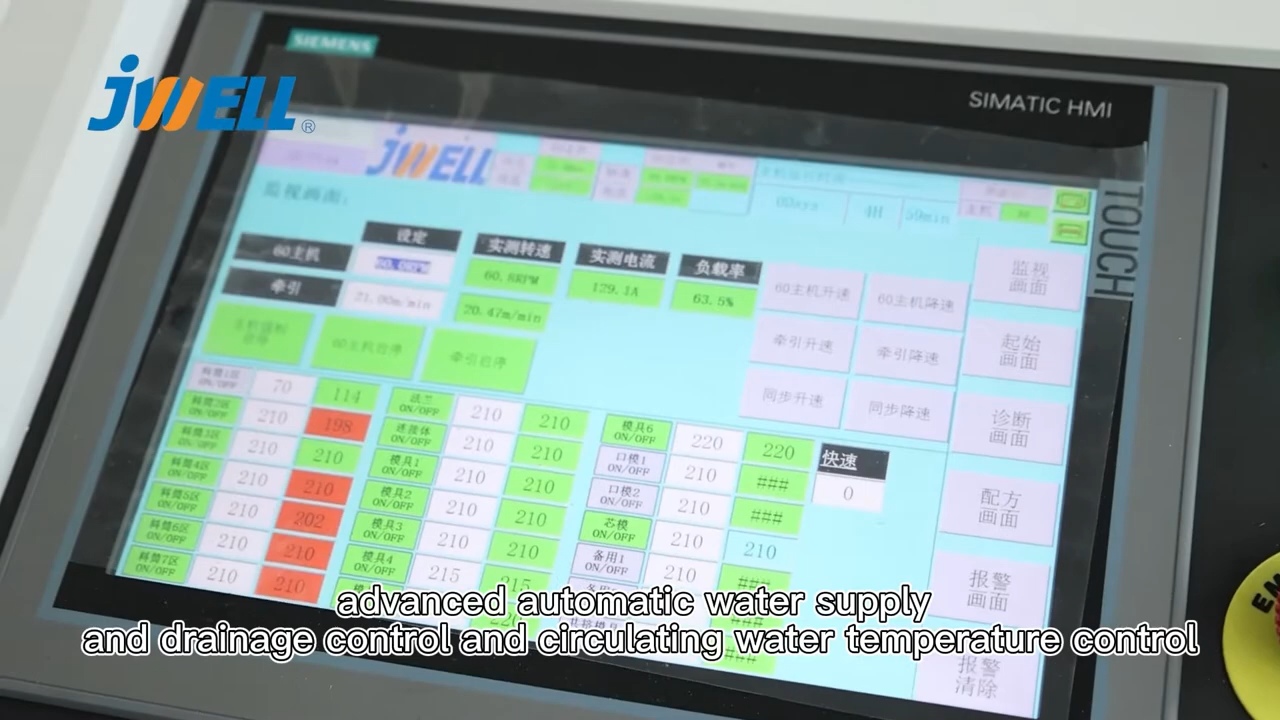 SIEMENS
SIMATIC HMI
JWELL®
TOUCH
JWELL
4H
59min
监视画面:
设定
实测转速
实测电流
负载率
60主机
60.8RPM
129.1A
63.5%
牵引
21.00m/min
20.47m/min
60主机开速
60主机降速
牵引开速
牵引降速
同步升速
同步降速
60主机启停
牵引启停
监视
画面
起始
画面
诊断
画面
配方
画面
报警
画面
报警
清除
料筒1区
ON/OFF
70
114
料筒2区
ON/OFF
210
198
料筒3区
ON/OFF
210
210
料筒4区
ON/OFF
210
210
料筒5区
ON/OFF
210
202
料筒6区
ON/OFF
210
210
料筒7区
ON/OFF
210
210
法兰
ON/OFF
210
210
连接体
ON/OFF
210
210
模具1
ON/OFF
210
210
模具2
ON/OFF
210
210
模具3
ON/OFF
210
210
模具4
ON/OFF
215
215
模具6
ON/OFF
220
220
口模1
ON/OFF
210
###
口模2
ON/OFF
210
###
芯模
ON/OFF
210
210
备用1
ON/OFF
210
###
###
###
快速
0
advanced automatic water supply
and drainage control and circulating water temperature control